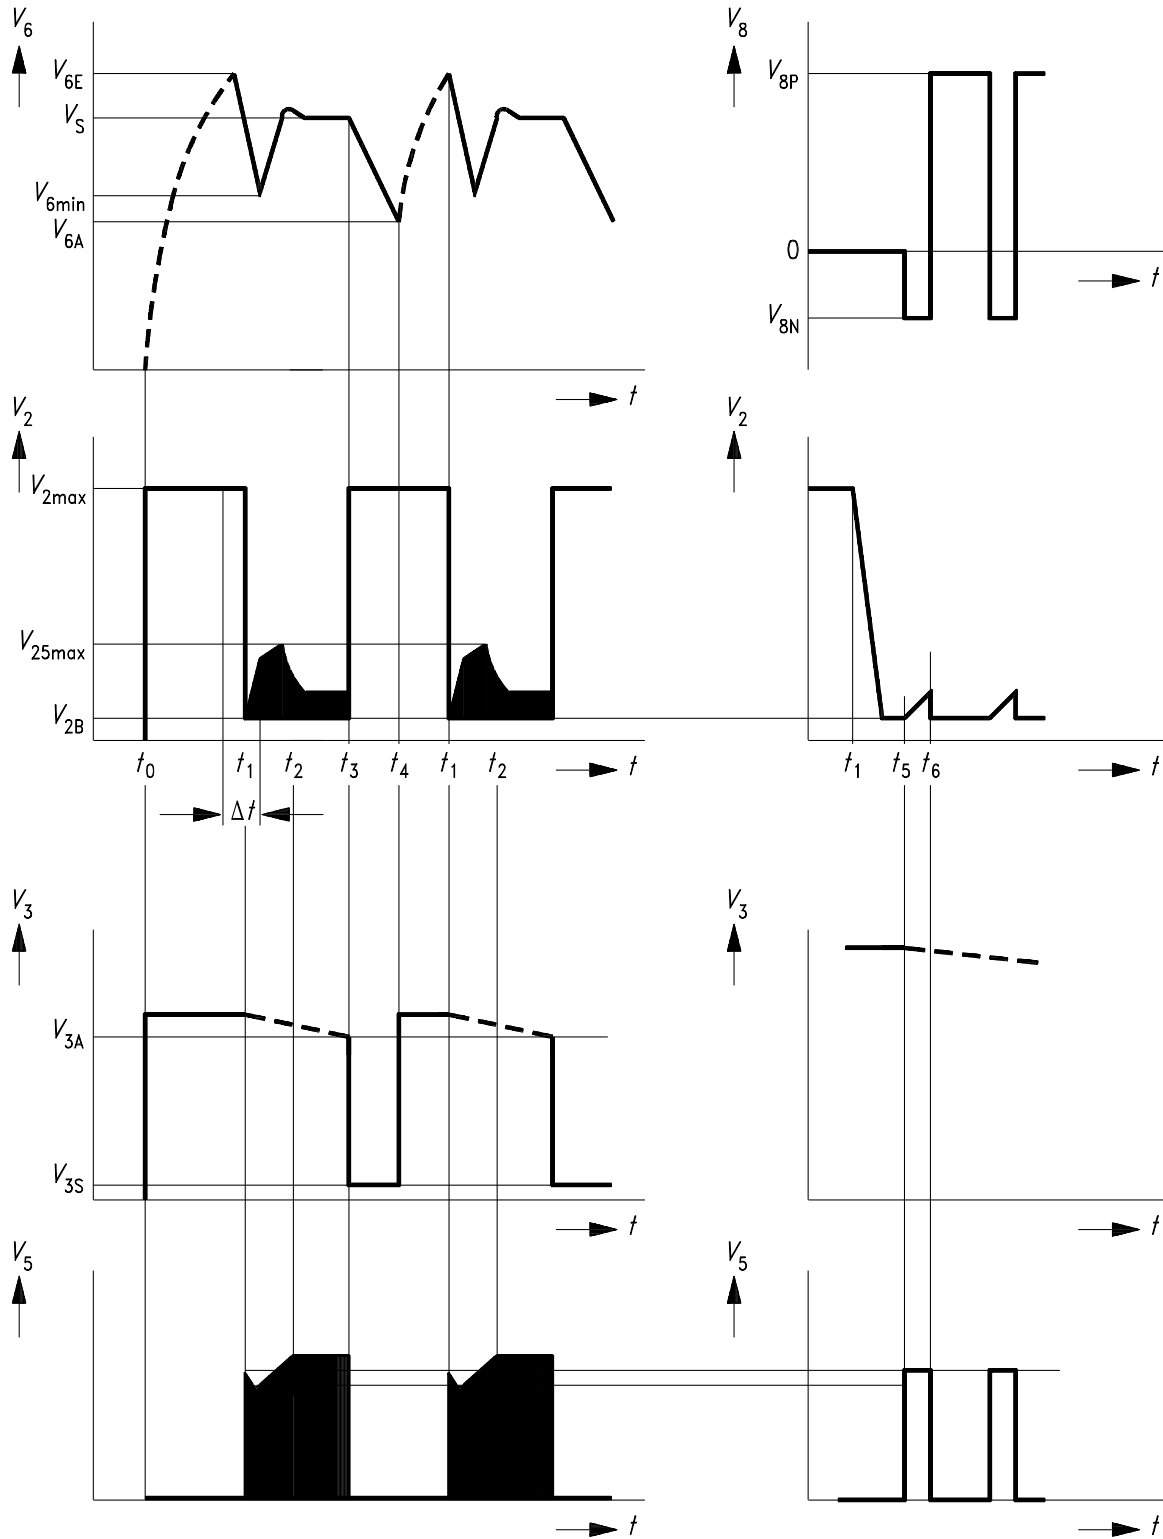 V6 V8
V6E V8P
VS
V6min
V6A 0
t
V8N
t
V2 V2
V2max
V25max
V2B
t0 t1 t2 t3 t4 t1 t2 t t1 t5 t6 t
Δt
V3 V3
V3A
V3S
t t
V5 V5
t t